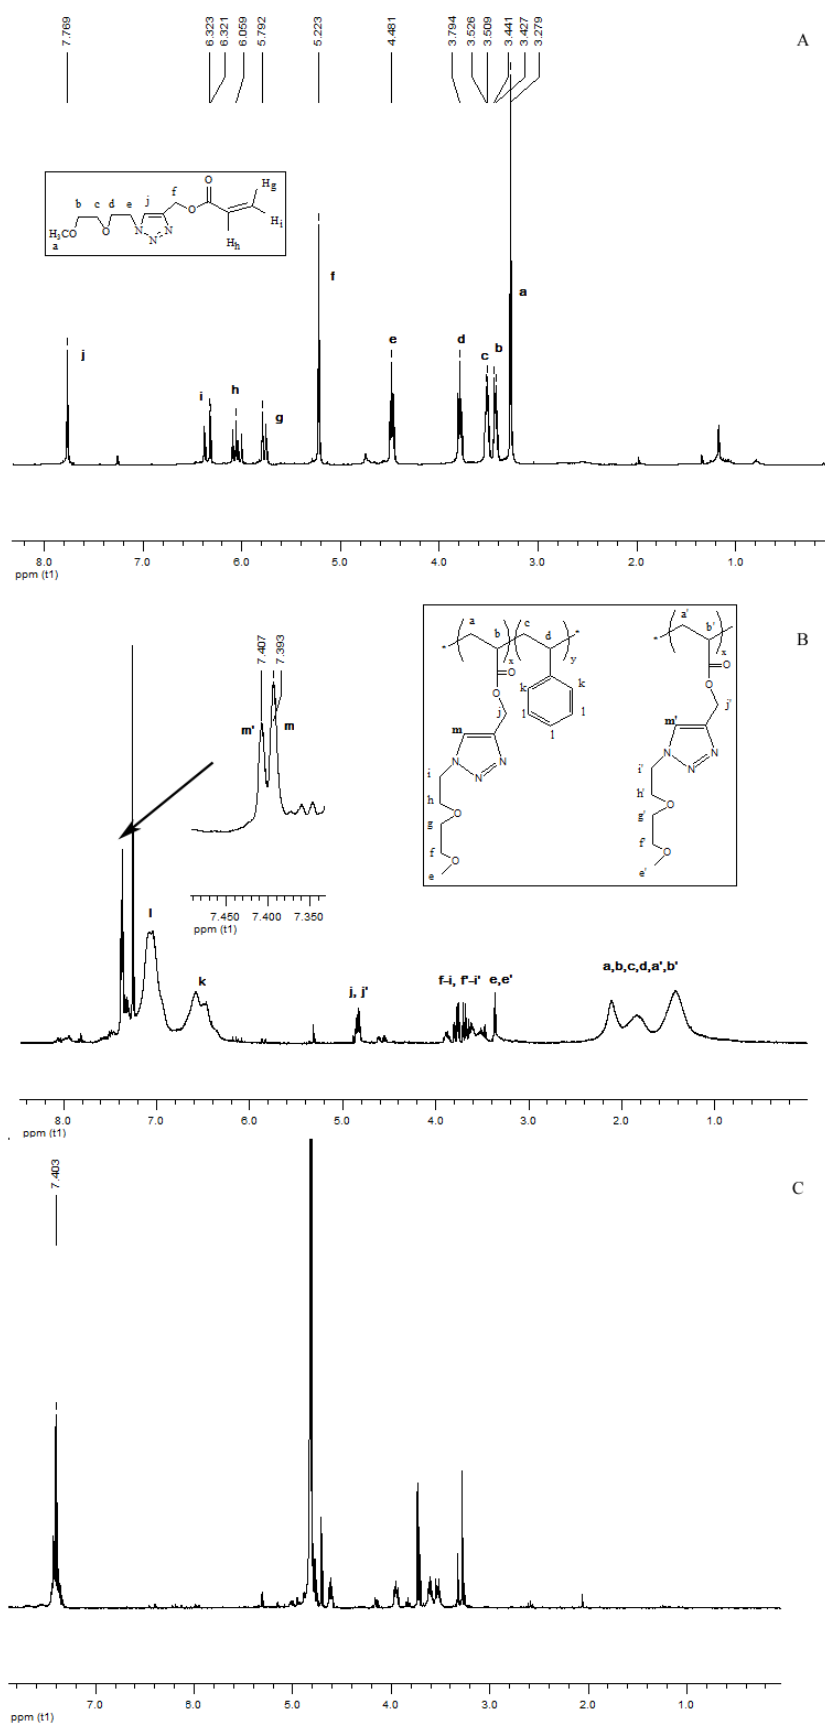 7.769 6.323 6.321 6.059 5.792 5.223 4.481 3.794 3.526 3.509 3.441 3.427 3.279
A
b c d e j f O O Hg Hi Hh
H3CO O N N N
a
j i h g f e d c b a
8.0 7.0 6.0 5.0 4.0 3.0 2.0 1.0
ppm (t1)
B
7.407 7.393
m' m
7.450 7.400 7.350
ppm (t1)
a b c d a' b'
* x y * * x *
O O k k O O
j l l l j'
m m'
N N N N N N
i i'
h h'
O O
g g'
f f'
O O
e e'
l k j, j' f-i, f'-i' e,e' a,b,c,d,a',b'
8.0 7.0 6.0 5.0 4.0 3.0 2.0 1.0
ppm (t1)
C
7.403
7.0 6.0 5.0 4.0 3.0 2.0 1.0
ppm (t1)